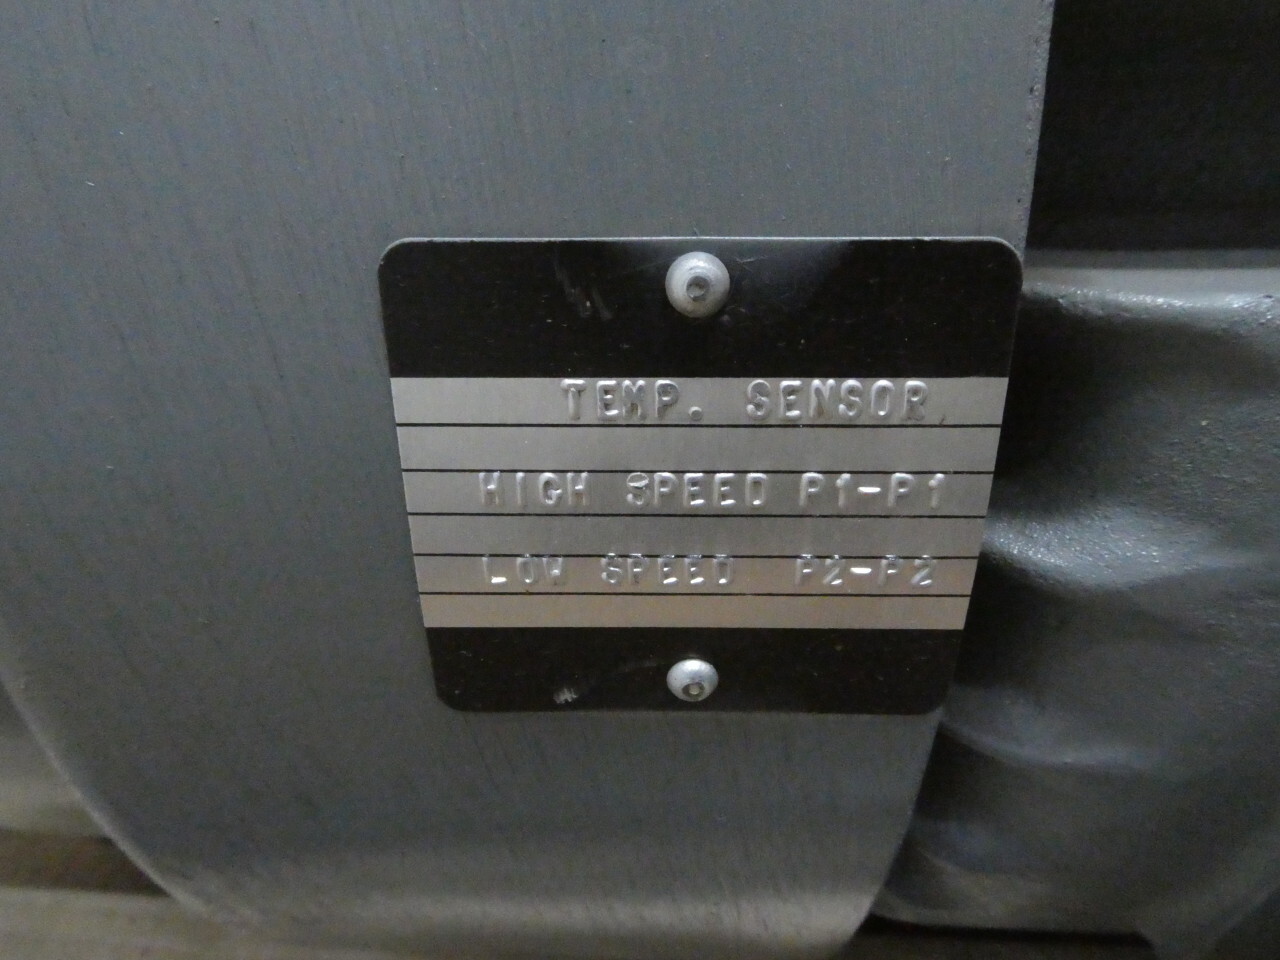 TEMP. SENSOR
HIGH SPEED P1-P1
LOW SPEED P2-P2